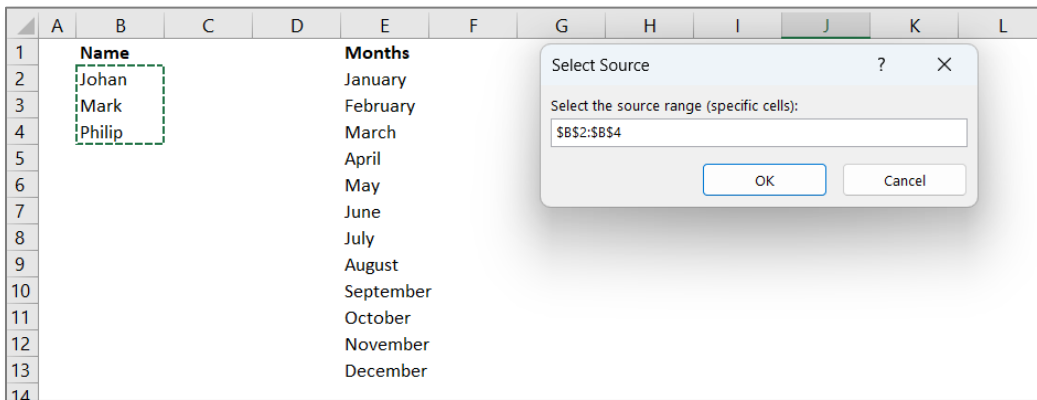 A B C D E F G H I J K L
1 Name Months
2 Johan January
3 Mark February
4 Philip March
5 April
6 May
7 June
8 July
9 August
10 September
11 October
12 November
13 December
14
Select Source ? ×
Select the source range (specific cells):
$B$2:$B$4
OK Cancel